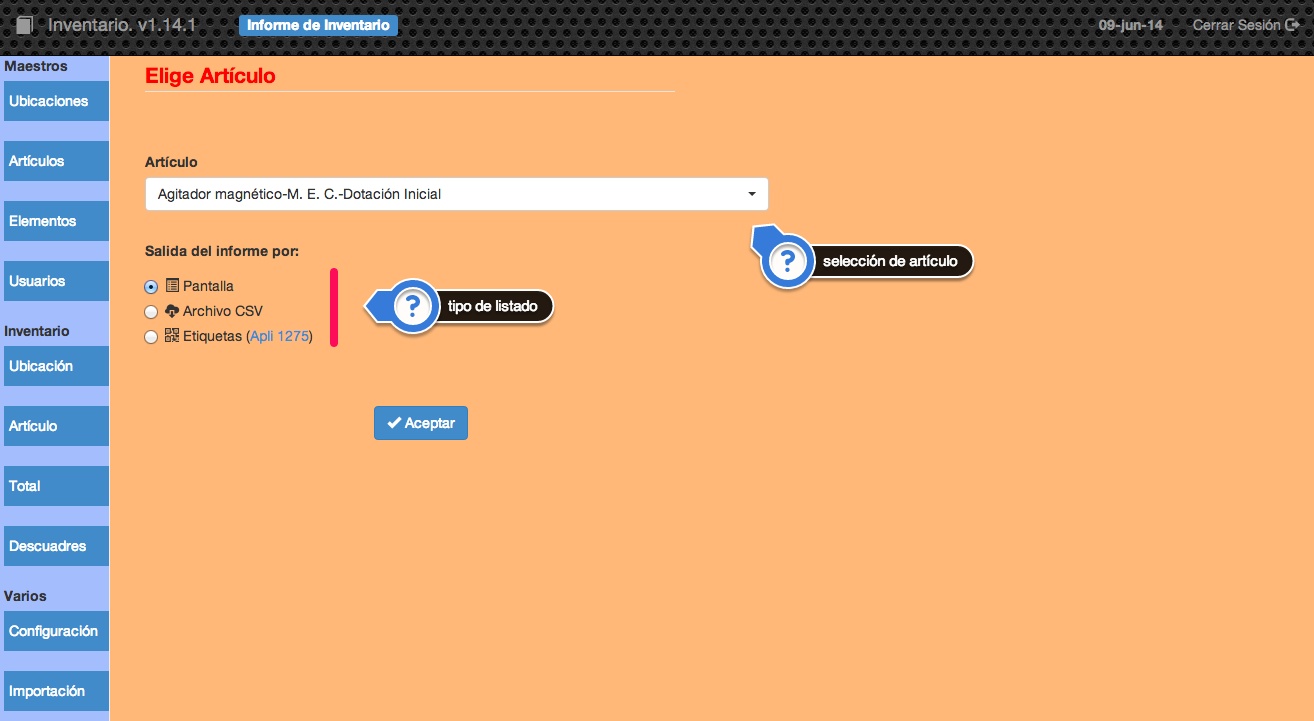 Inventario. v1.14.1
Informe de Inventario
09-jun-14
Cerrar Sesión
Maestros
Ubicaciones
Artículos
Elementos
Usuarios
Inventario
Ubicación
Artículo
Total
Descuadres
Varios
Configuración
Importación
Elige Artículo
Artículo
Agitador magnético-M. E. C.-Dotación Inicial
? selección de artículo
Salida del informe por:
Pantalla
Archivo CSV
Etiquetas (Apli 1275)
? tipo de listado
Aceptar